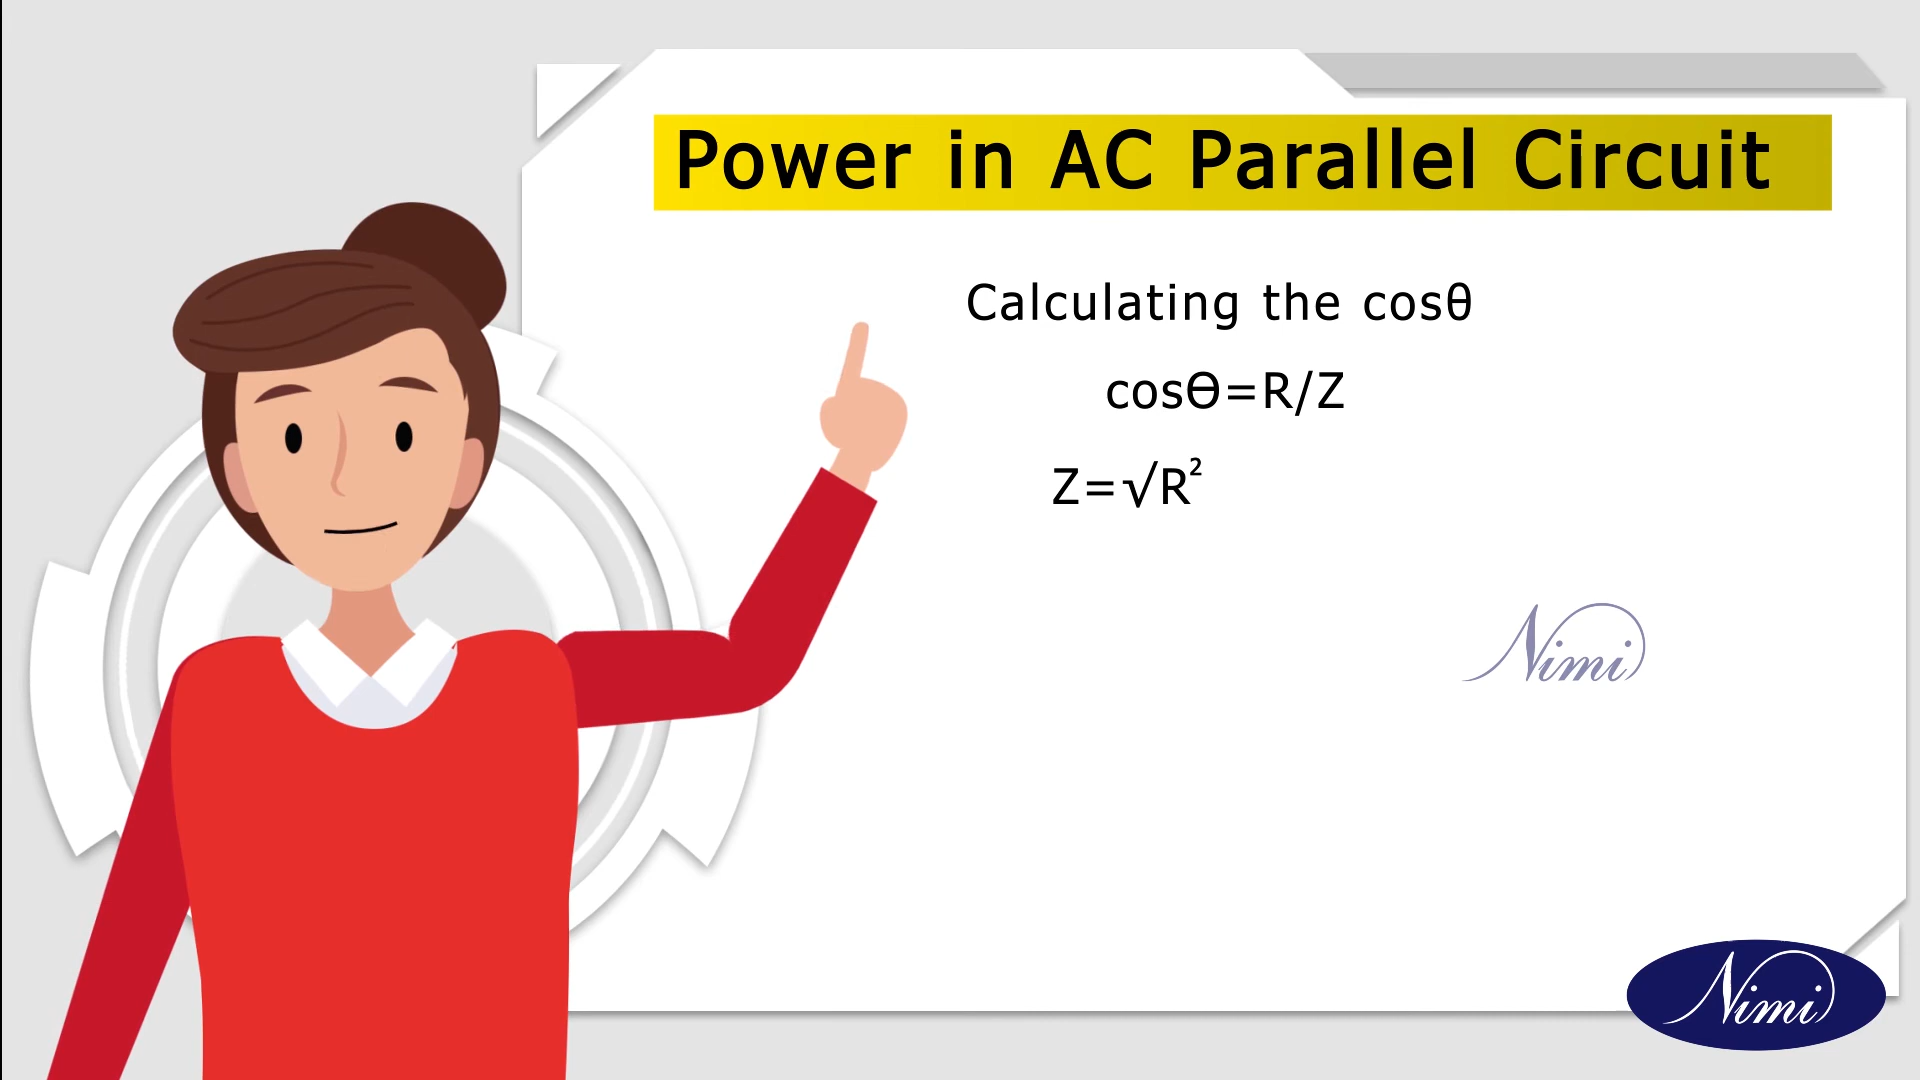 Power in AC Parallel Circuit
Calculating the cosθ
cosϴ=R/Z
Z=√R²
Nimi
Nimi